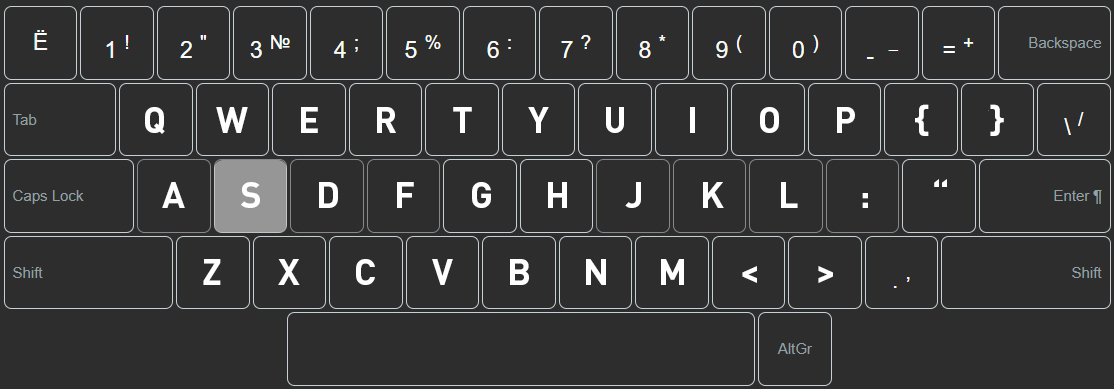 Ё 1 ! 2 " 3 № 4 ; 5 % 6 : 7 ? 8 * 9 ( 0 ) - _ = + Backspace
Tab Q W E R T Y U I O P { } \ /
Caps Lock A S D F G H J K L : “ Enter ¶
Shift Z X C V B N M < > . , Shift
AltGr